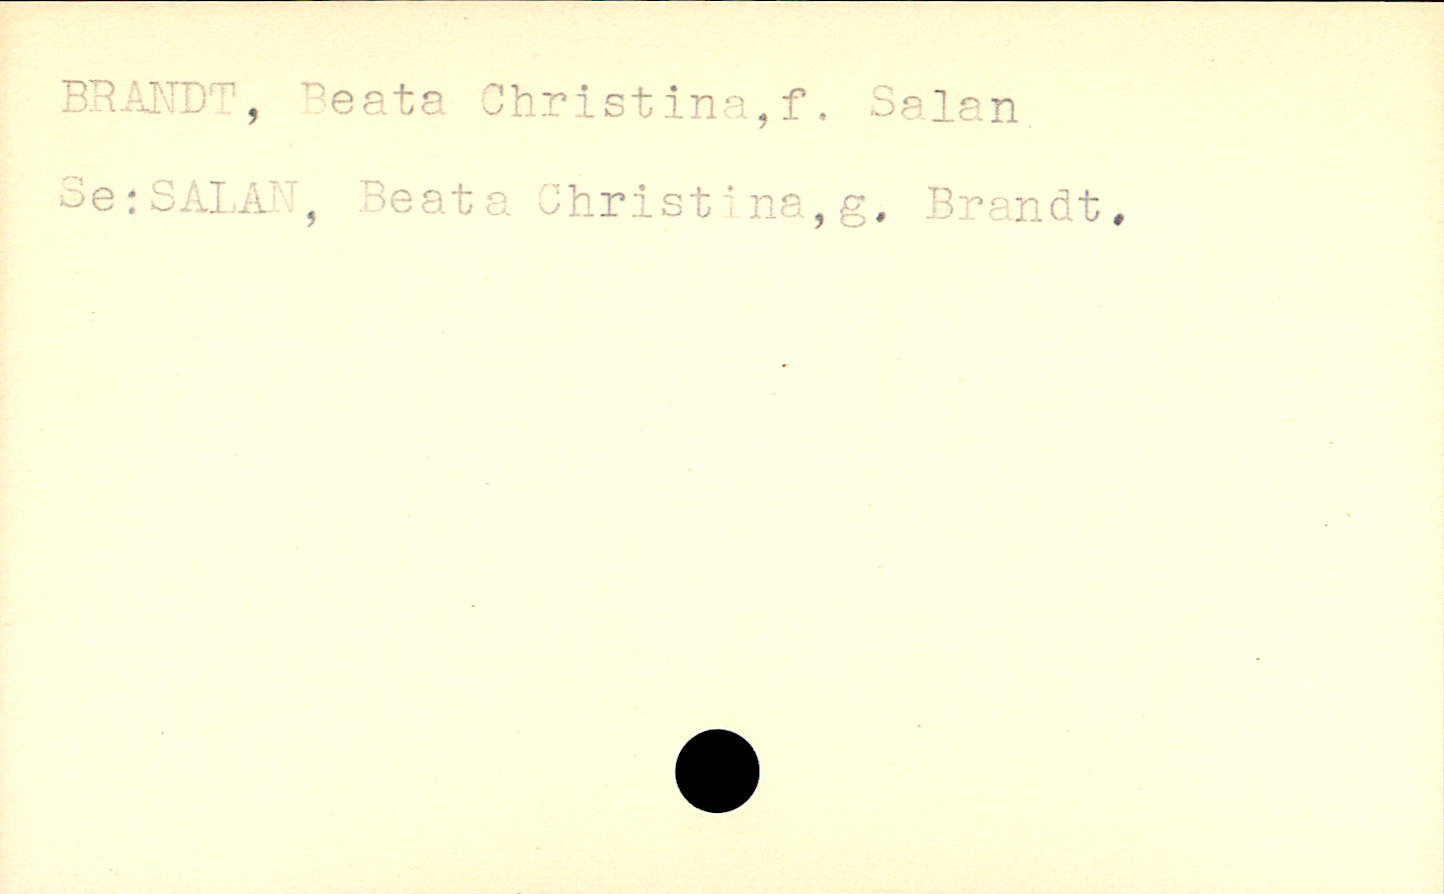 BRANDT, Beata Christina,f. Salan
Se:SALAN, Beata Christina,g. Brandt.